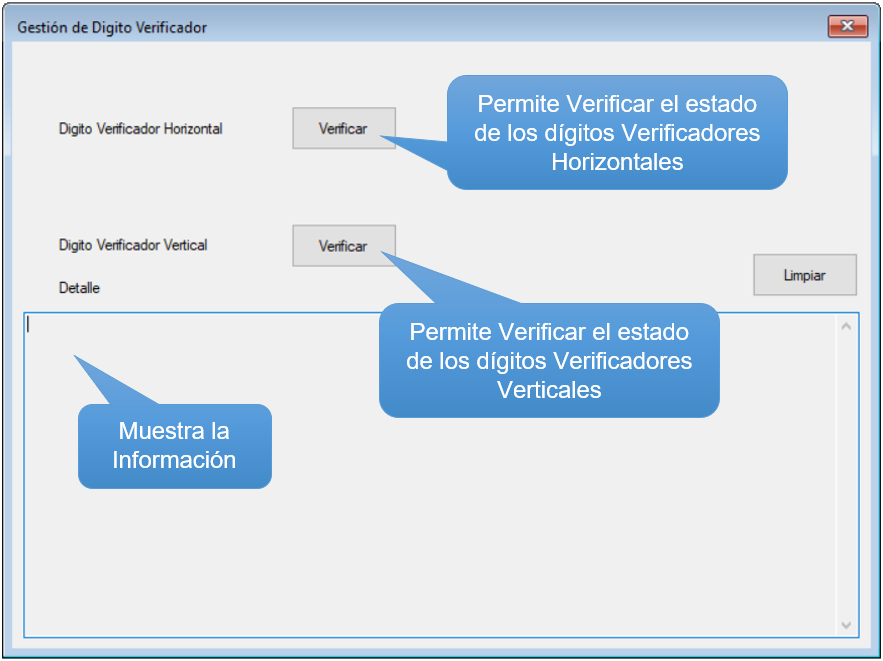 Gestión de Digito Verificador
Digito Verificador Horizontal
Verificar
Permite Verificar el estado
de los dígitos Verificadores
Horizontales
Digito Verificador Vertical
Verificar
Limpiar
Detalle
Permite Verificar el estado
de los dígitos Verificadores
Verticales
Muestra la
Información